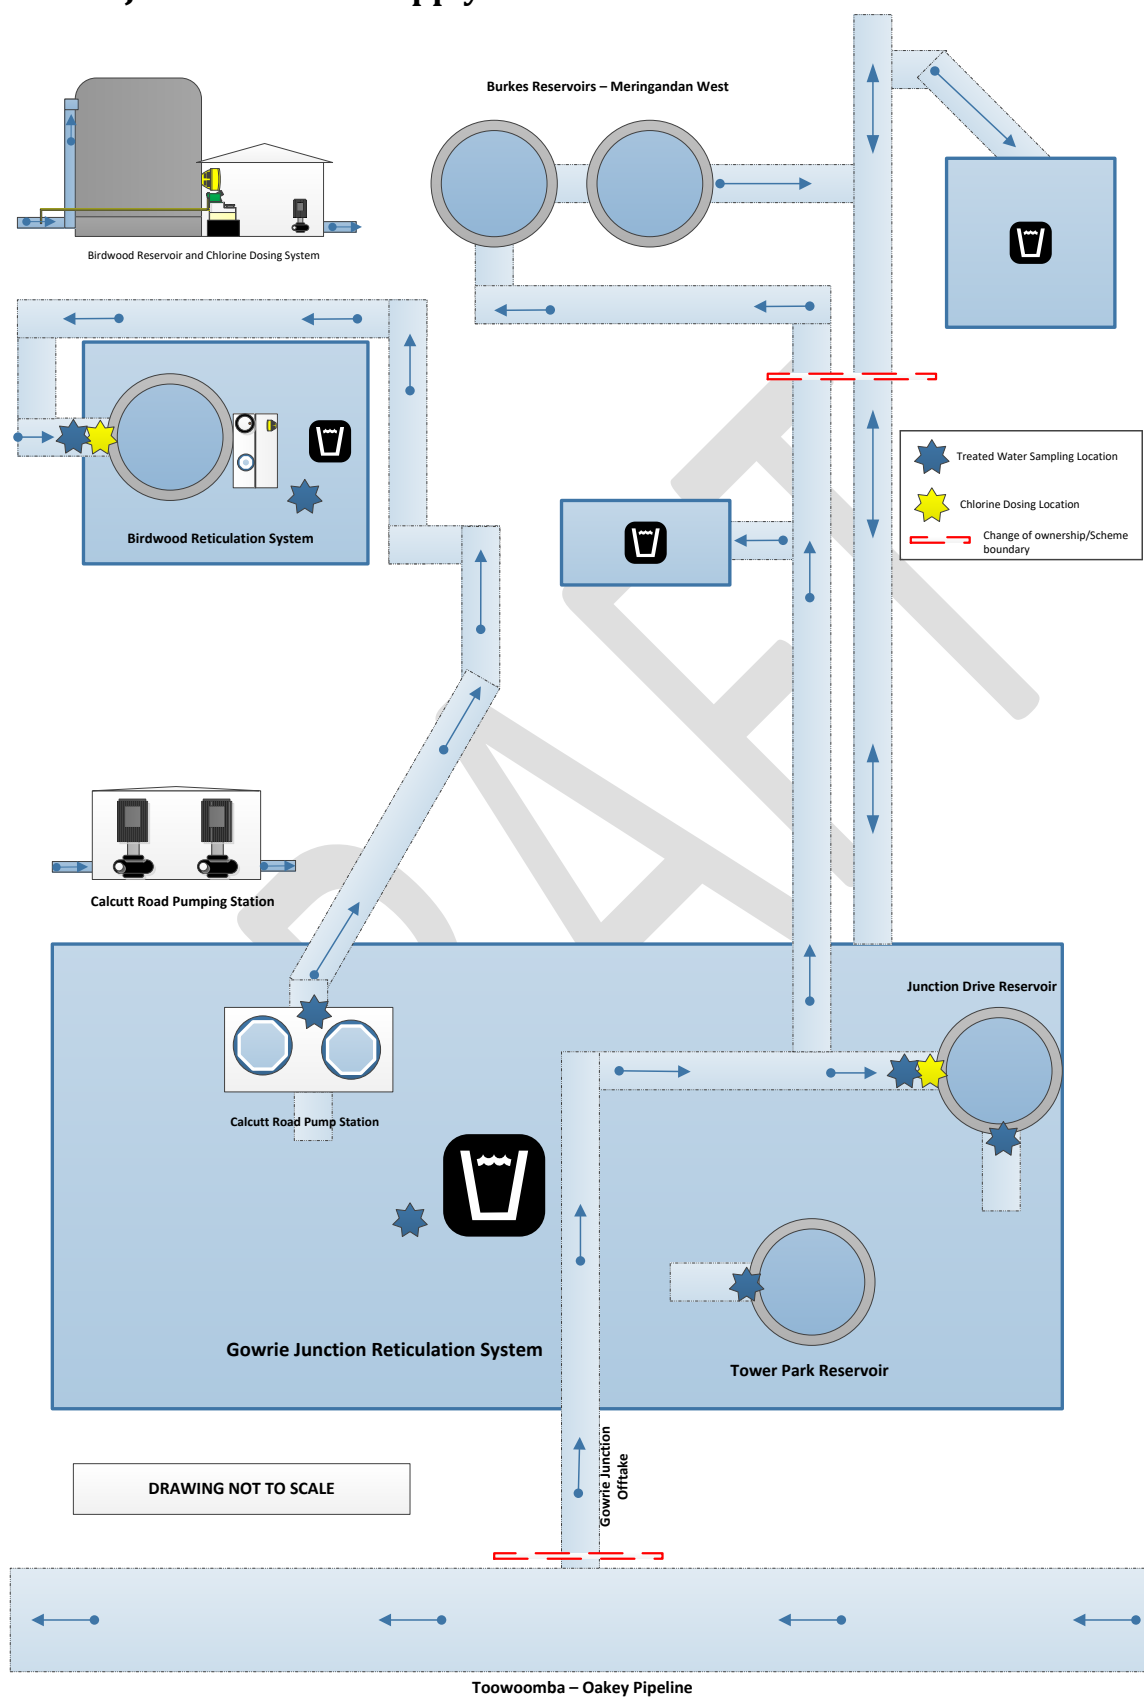 Burkes Reservoirs – Meringandan West
Birdwood Reservoir and Chlorine Dosing System
Treated Water Sampling Location
Chlorine Dosing Location
Change of ownership/Scheme
boundary
Birdwood Reticulation System
Calcutt Road Pumping Station
Junction Drive Reservoir
Calcutt Road Pump Station
Gowrie Junction Reticulation System
Tower Park Reservoir
Gowrie Junction
Offtake
DRAWING NOT TO SCALE
Toowoomba – Oakey Pipeline
DRAFT